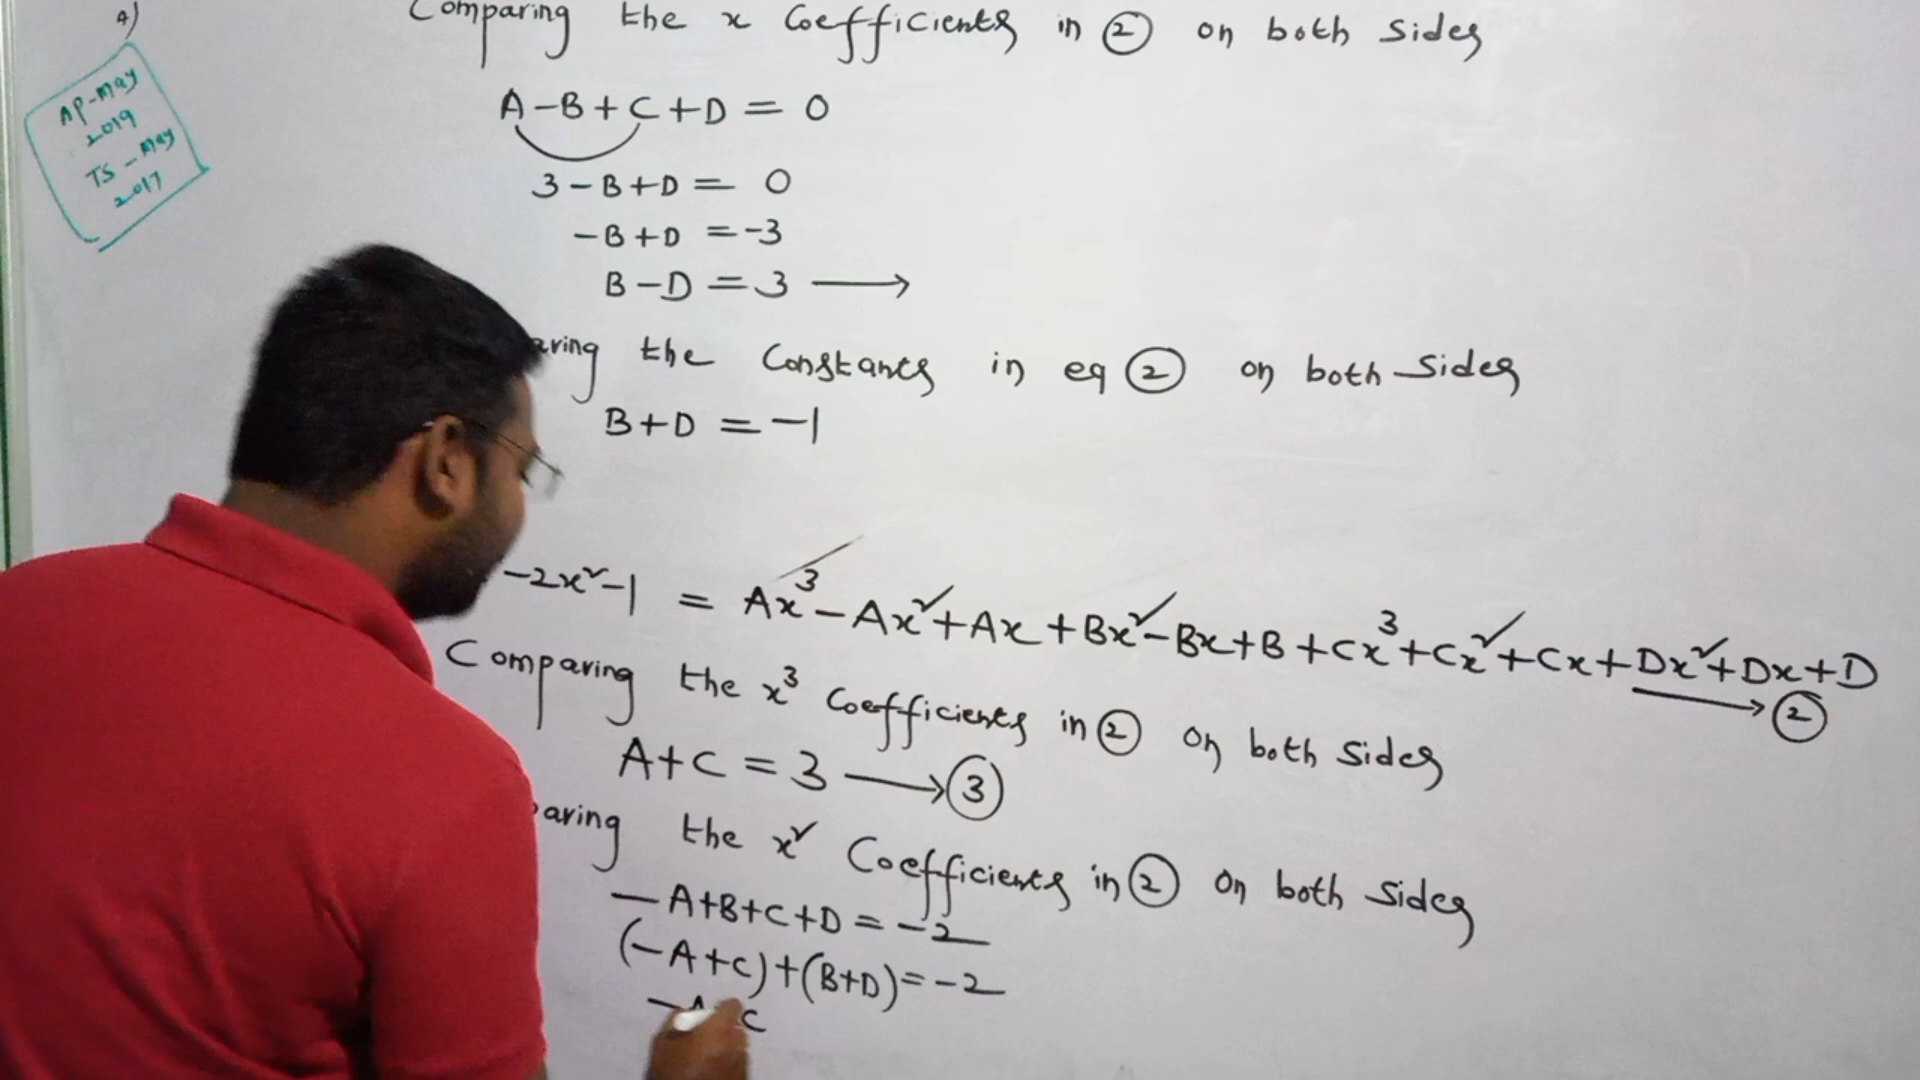 4)
AP-May
2019
TS-May
2017
Comparing the x Coefficients in ② on both sides
A-B+C+D = 0
3-B+D = 0
-B+D = -3
B-D = 3 ⟶
aring the Constants in eq ② on both sides
B+D = -1
-2x²-1 = Ax³-Ax²+Ax+Bx²-Bx+B+Cx³+Cx²+Cx+Dx²+Dx+D
⟶ ②
Comparing the x³ Coefficients in ② on both sides
A+C = 3 ⟶ ③
aring the x² Coefficients in ② on both sides
-A+B+C+D = -2
(-A+C)+(B+D) = -2